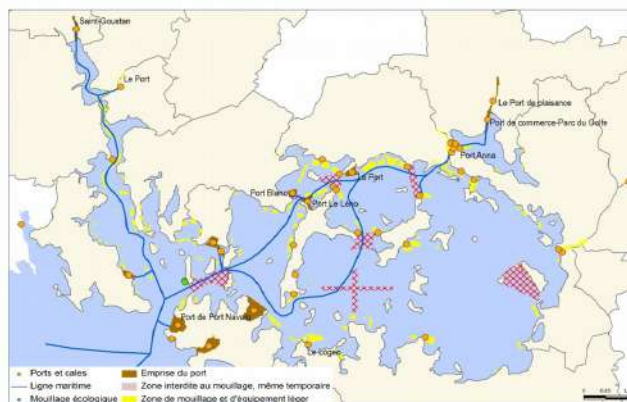 Saint-Goustan
Le Port
Le Port de plaisance
Port de commerce-Parc du Golfe
Port Anna
Le Port
Port Blanc
Port Le Lério
Port de Port Navalo
Le Logeo
Ports et cales
Ligne maritime
Mouillage écologique
Emprise du port
Zone interdite au mouillage, même temporaire
Zone de mouillage et d'équipement léger